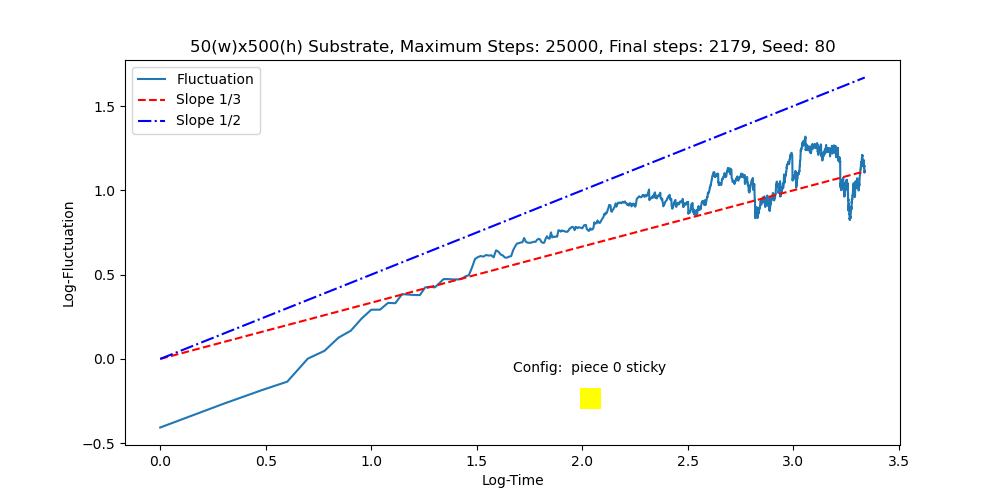 50(w)x500(h) Substrate, Maximum Steps: 25000, Final steps: 2179, Seed: 80
Fluctuation
Slope 1/3
Slope 1/2
1.5
1.0
0.5
0.0
−0.5
Log-Fluctuation
Config:  piece 0 sticky
0.0
0.5
1.0
1.5
2.0
2.5
3.0
3.5
Log-Time